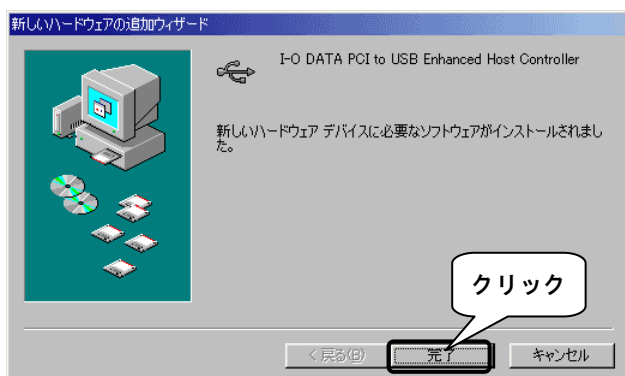 新しいハードウェアの追加ウィザード
I-O DATA PCI to USB Enhanced Host Controller
新しいハードウェア デバイスに必要なソフトウェアがインストールされまし
た。
クリック
< 戻る(B)
完了
キャンセル